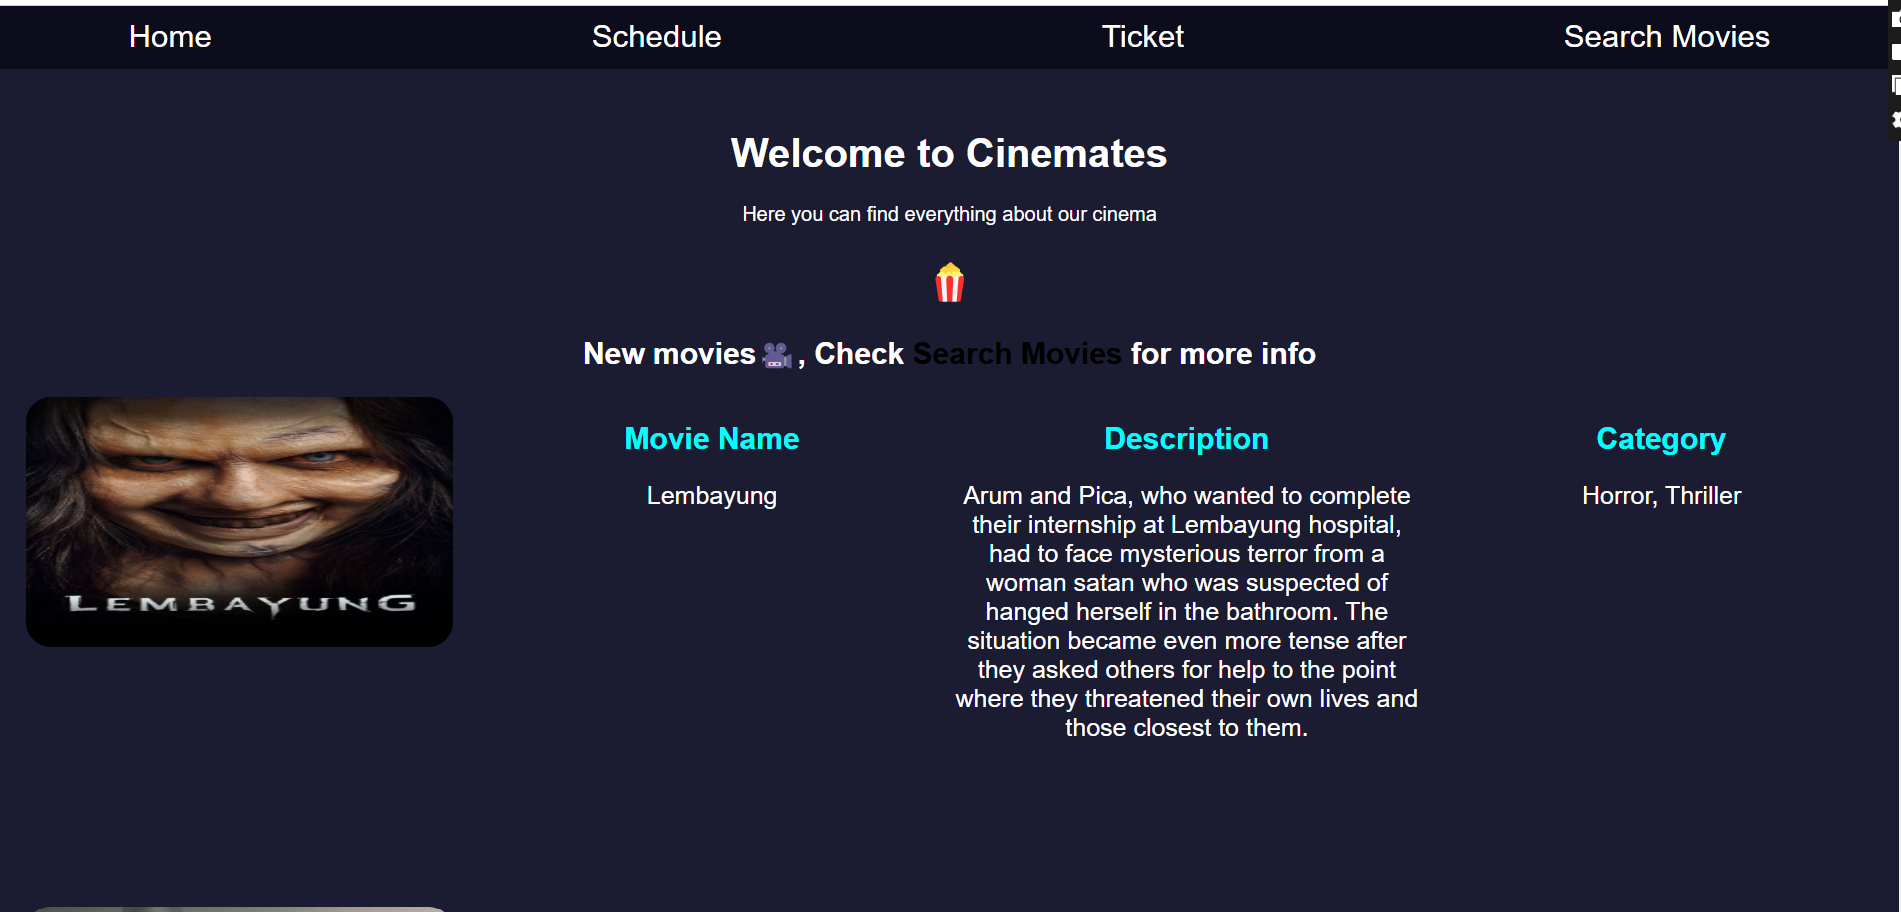 Home Schedule Ticket Search Movies
Welcome to Cinemates
Here you can find everything about our cinema
New movies🎥, Check Search Movies for more info
LEMBAYUNG
Movie Name
Lembayung
Description
Arum and Pica, who wanted to complete
their internship at Lembayung hospital,
had to face mysterious terror from a
woman satan who was suspected of
hanged herself in the bathroom. The
situation became even more tense after
they asked others for help to the point
where they threatened their own lives and
those closest to them.
Category
Horror, Thriller